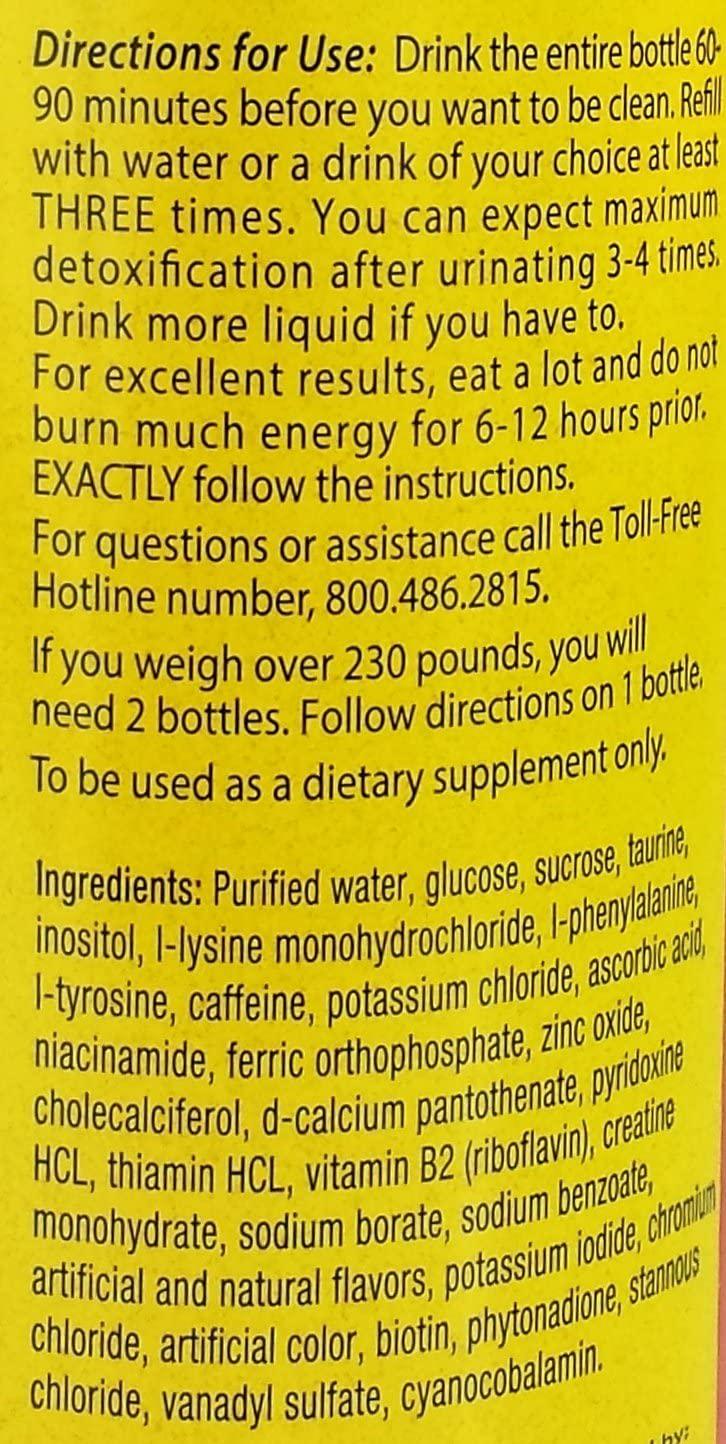 Directions for Use: Drink the entire bottle 60-
90 minutes before you want to be clean. Refill
with water or a drink of your choice at least
THREE times. You can expect maximum
detoxification after urinating 3-4 times.
Drink more liquid if you have to.
For excellent results, eat a lot and do not
burn much energy for 6-12 hours prior.
EXACTLY follow the instructions.
For questions or assistance call the Toll-Free
Hotline number, 800.486.2815.
If you weigh over 230 pounds, you will
need 2 bottles. Follow directions on 1 bottle.
To be used as a dietary supplement only.
Ingredients: Purified water, glucose, sucrose, taurine,
inositol, l-lysine monohydrochloride, l-phenylalanine,
l-tyrosine, caffeine, potassium chloride, ascorbic acid,
niacinamide, ferric orthophosphate, zinc oxide,
cholecalciferol, d-calcium pantothenate, pyridoxine
HCL, thiamin HCL, vitamin B2 (riboflavin), creatine
monohydrate, sodium borate, sodium benzoate,
artificial and natural flavors, potassium iodide, chromium
chloride, artificial color, biotin, phytonadione, stannous
chloride, vanadyl sulfate, cyanocobalamin.
by: